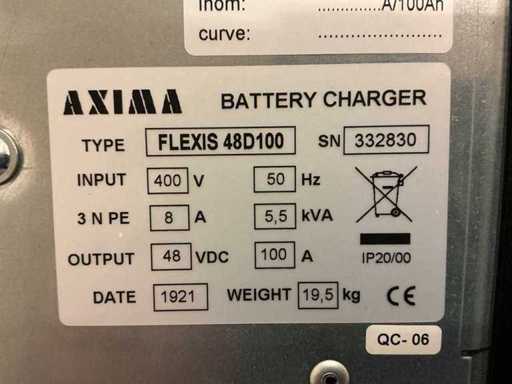 Inom: ..............A/100Ah
curve: ........................
AXIMA BATTERY CHARGER
TYPE FLEXIS 48D100 SN 332830
INPUT 400 V 50 Hz
3 N PE 8 A 5,5 kVA
OUTPUT 48 VDC 100 A IP20/00
DATE 1921 WEIGHT 19,5 kg CE
QC- 06